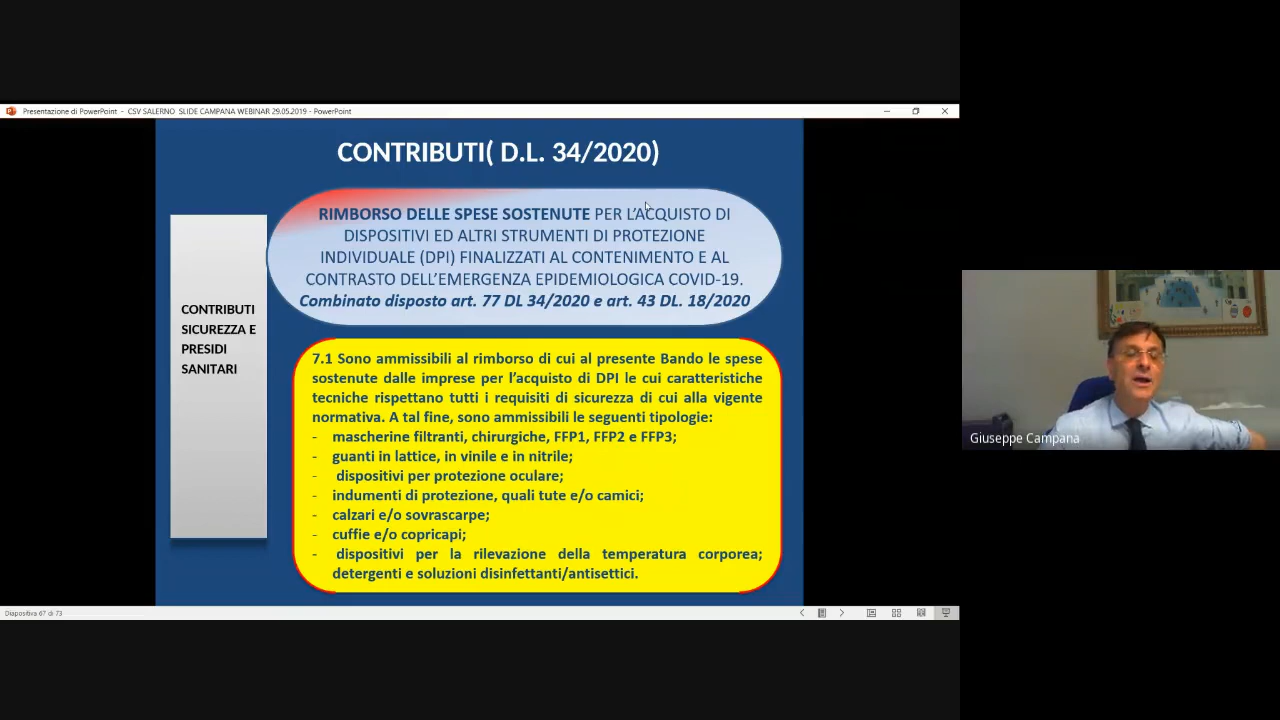 Presentazione di PowerPoint - CSV SALERNO SLIDE CAMPANA WEBINAR 29.05.2019 - PowerPoint
CONTRIBUTI( D.L. 34/2020)
RIMBORSO DELLE SPESE SOSTENUTE PER L'ACQUISTO DI
DISPOSITIVI ED ALTRI STRUMENTI DI PROTEZIONE
INDIVIDUALE (DPI) FINALIZZATI AL CONTENIMENTO E AL
CONTRASTO DELL'EMERGENZA EPIDEMIOLOGICA COVID-19.
Combinato disposto art. 77 DL 34/2020 e art. 43 DL. 18/2020
CONTRIBUTI
SICUREZZA E
PRESIDI
SANITARI
7.1 Sono ammissibili al rimborso di cui al presente Bando le spese
sostenute dalle imprese per l'acquisto di DPI le cui caratteristiche
tecniche rispettano tutti i requisiti di sicurezza di cui alla vigente
normativa. A tal fine, sono ammissibili le seguenti tipologie:
- mascherine filtranti, chirurgiche, FFP1, FFP2 e FFP3;
- guanti in lattice, in vinile e in nitrile;
- dispositivi per protezione oculare;
- indumenti di protezione, quali tute e/o camici;
- calzari e/o sovrascarpe;
- cuffie e/o copricapi;
- dispositivi per la rilevazione della temperatura corporea;
detergenti e soluzioni disinfettanti/antisettici.
Giuseppe Campana
Diapositiva 67 di 73